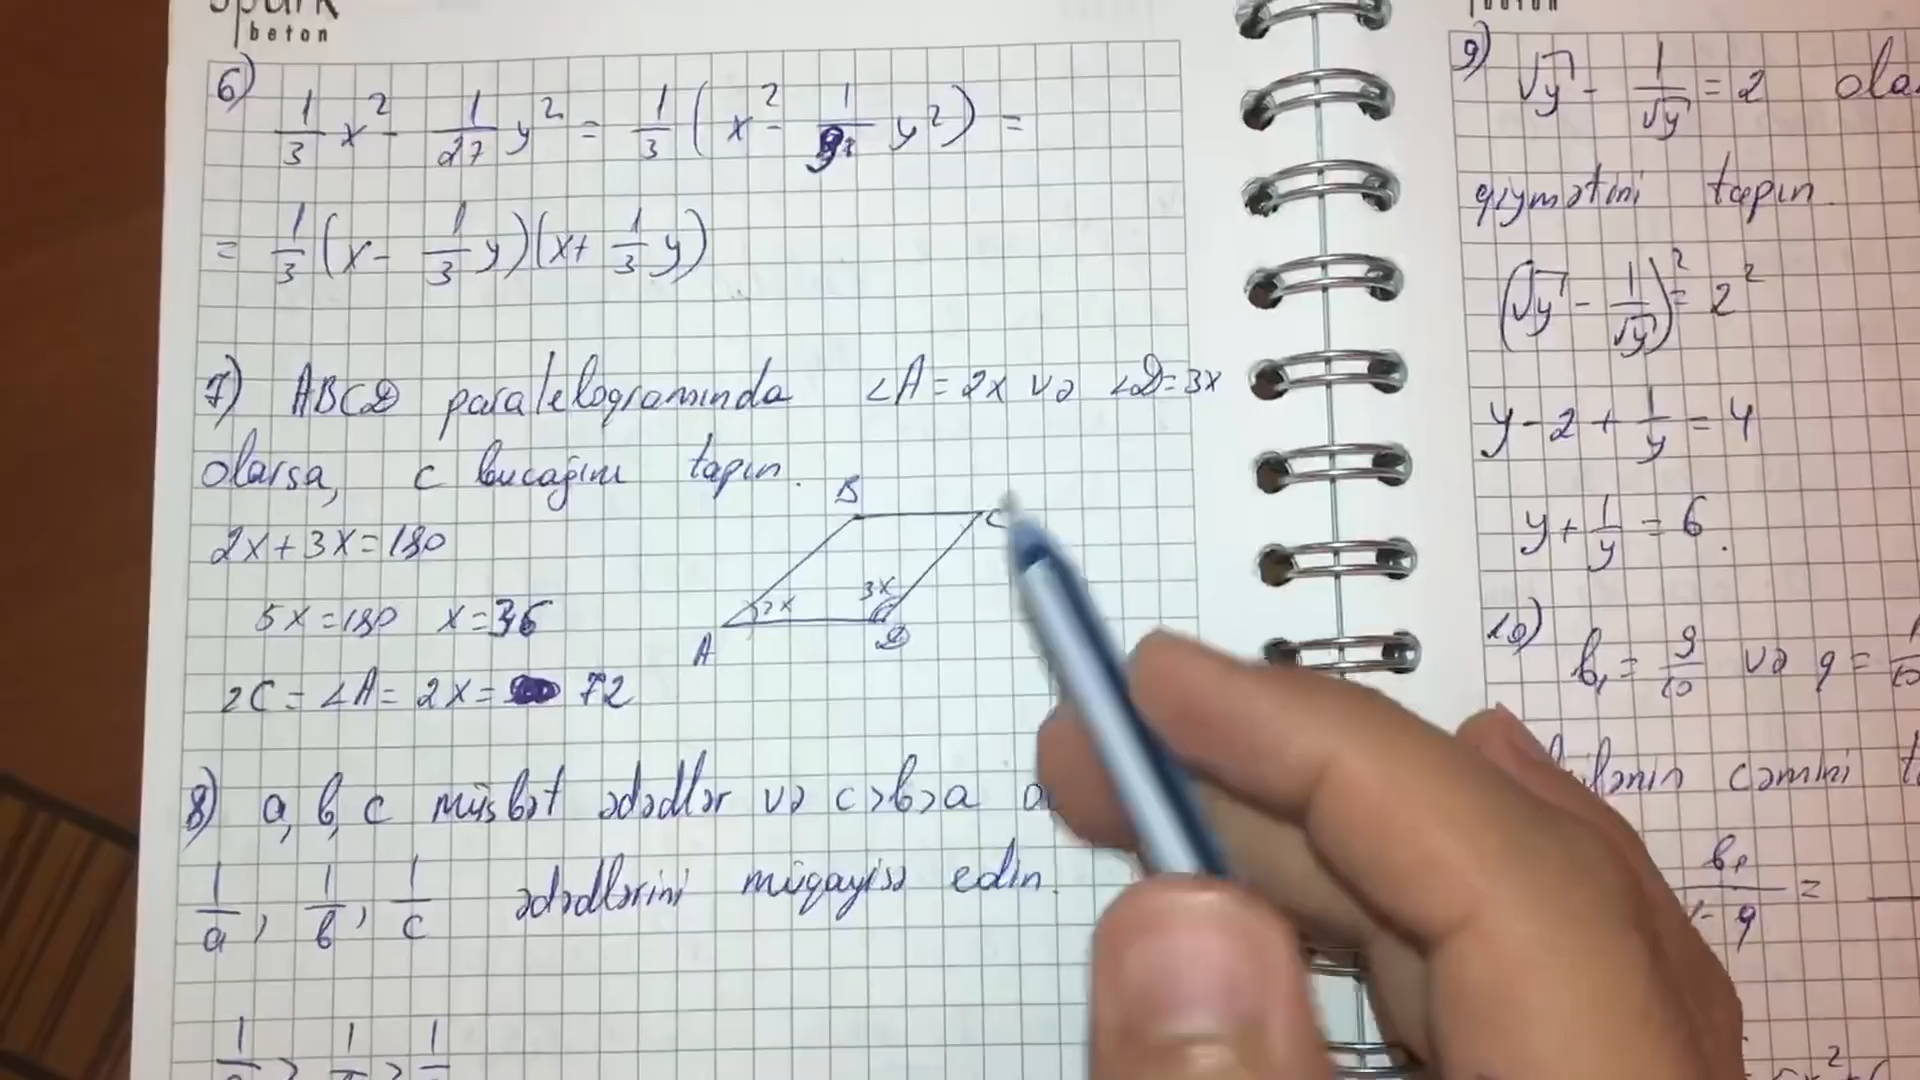 spark
beton
6) 1/3 x² - 1/27 y² = 1/3 (x² - 1/9 y²) =
= 1/3 (x - 1/3 y)(x + 1/3 y)
7) ABCD paralelograminda ∠A = 2x və ∠D = 3x
olarsa, C bucağını tapın.
2x + 3x = 180
5x = 180 x = 36
∠C = ∠A = 2x = 72
B C
2x 3x
A D
8) a, b, c müsbət ədədlər və c>b>a
1/a, 1/b, 1/c ədədlərini müqayisə edin.
beton
9) √y - 1/√y = 2
qiymətini tapın.
(√y - 1/√y)² = 2²
y - 2 + 1/y = 4
y + 1/y = 6.
10) b₁ = 9/10 və q =
cəmini
b₁
1 - q =